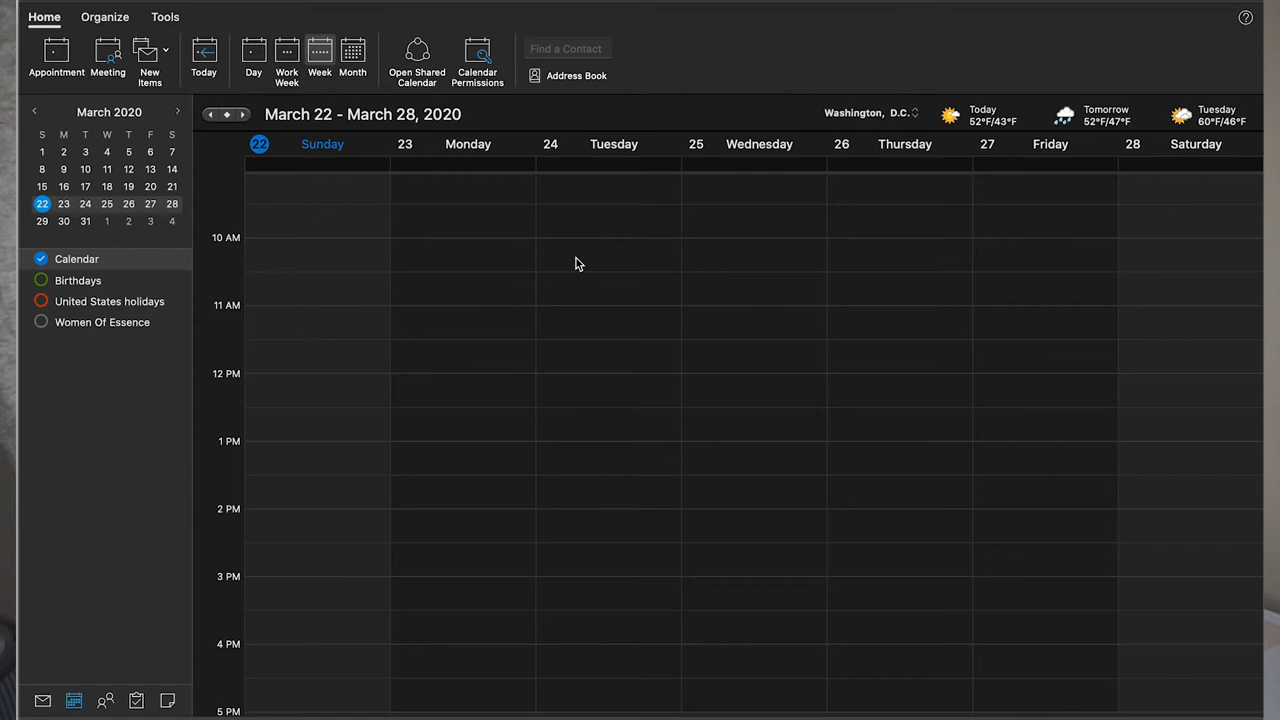 Home Organize Tools
Appointment Meeting New Items Today Day Work Week Week Month Open Shared Calendar Calendar Permissions Find a Contact
Address Book
March 2020
S M T W T F S
1 2 3 4 5 6 7
8 9 10 11 12 13 14
15 16 17 18 19 20 21
22 23 24 25 26 27 28
29 30 31 1 2 3 4
Calendar
Birthdays
United States holidays
Women Of Essence
March 22 - March 28, 2020
Washington, D.C.
Today
52°F/43°F
Tomorrow
52°F/47°F
Tuesday
60°F/46°F
22 Sunday 23 Monday 24 Tuesday 25 Wednesday 26 Thursday 27 Friday 28 Saturday
10 AM
11 AM
12 PM
1 PM
2 PM
3 PM
4 PM
5 PM